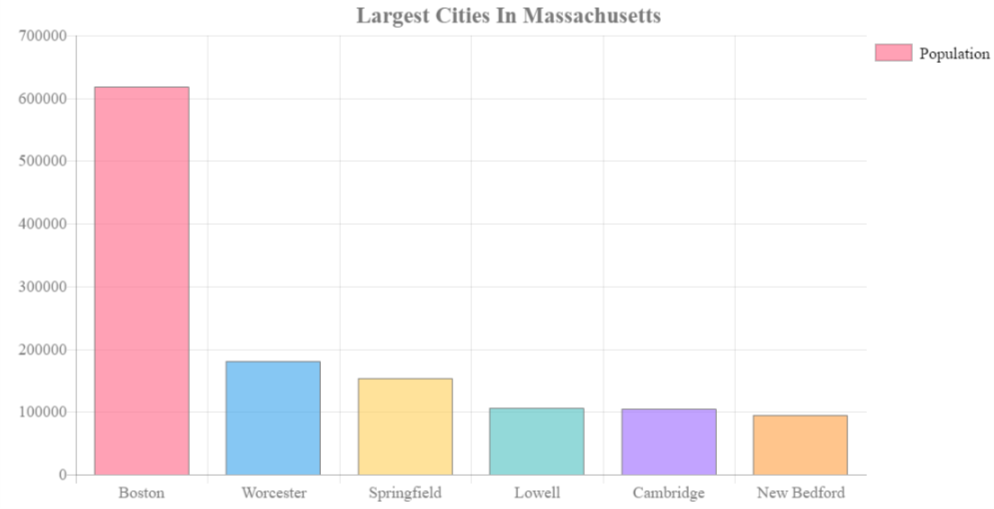 Largest Cities In Massachusetts
Population
700000
600000
500000
400000
300000
200000
100000
0
Boston Worcester Springfield Lowell Cambridge New Bedford